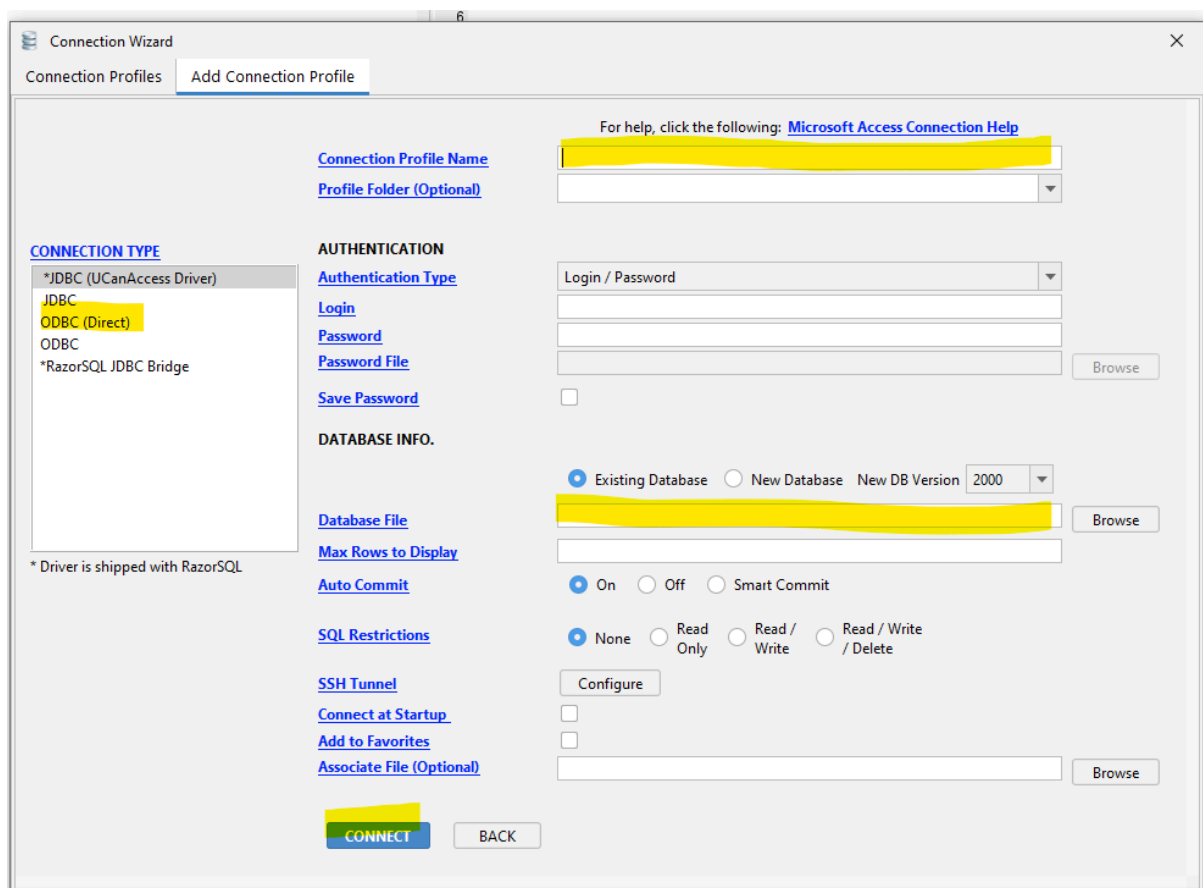 6
Connection Wizard
Connection Profiles Add Connection Profile
For help, click the following: Microsoft Access Connection Help
Connection Profile Name
Profile Folder (Optional)
CONNECTION TYPE
*JDBC (UCanAccess Driver)
JDBC
ODBC (Direct)
ODBC
*RazorSQL JDBC Bridge
* Driver is shipped with RazorSQL
AUTHENTICATION
Authentication Type Login / Password
Login
Password
Password File Browse
Save Password
DATABASE INFO.
Existing Database New Database New DB Version 2000
Database File Browse
Max Rows to Display
Auto Commit On Off Smart Commit
SQL Restrictions None Read Only Read / Write Read / Write / Delete
SSH Tunnel Configure
Connect at Startup
Add to Favorites
Associate File (Optional) Browse
CONNECT BACK